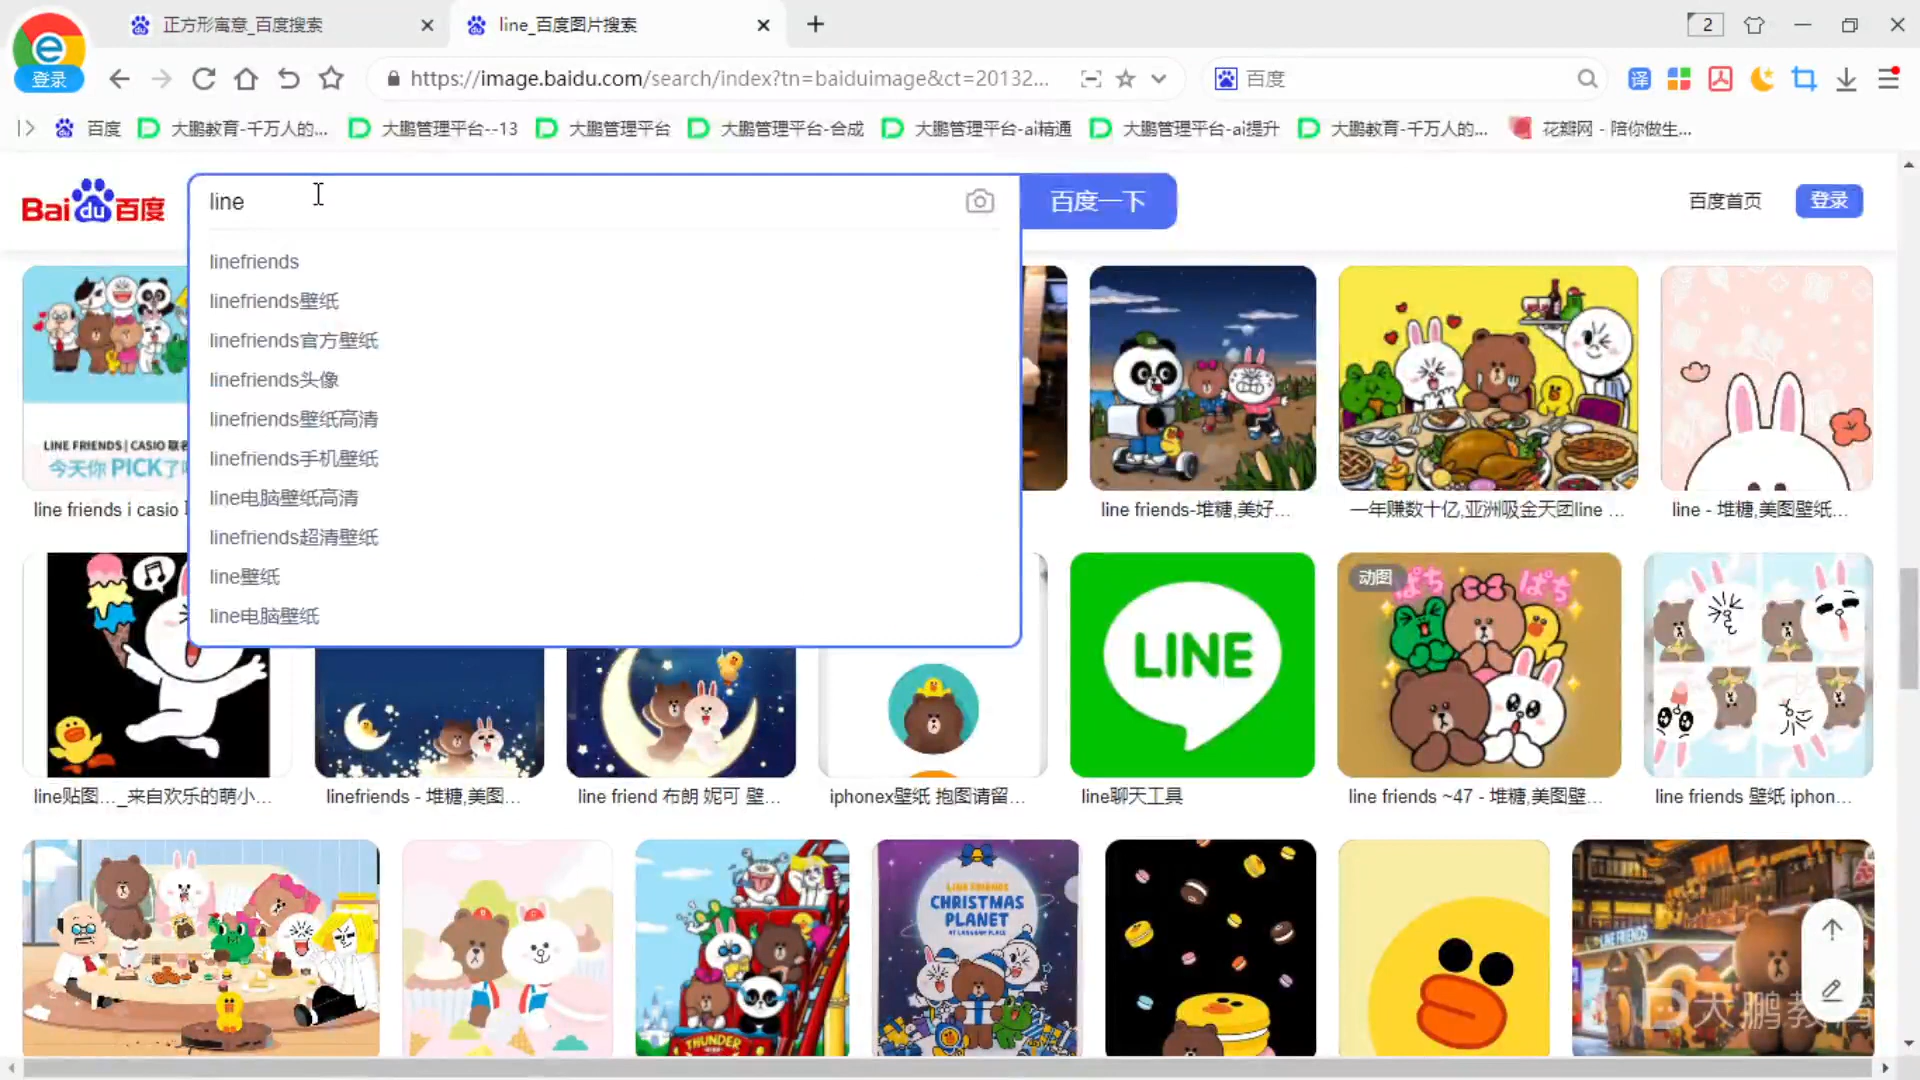 正方形寓意_百度搜索
line_百度图片搜索
2
登录
https://image.baidu.com/search/index?tn=baiduimage&ct=20132...
百度
百度
大鹏教育-千万人的...
大鹏管理平台--13
大鹏管理平台
大鹏管理平台-合成
大鹏管理平台-ai精通
大鹏管理平台-ai提升
大鹏教育-千万人的...
花瓣网 - 陪你做生...
Bai du 百度
line
百度一下
百度首页
登录
linefriends
linefriends壁纸
linefriends官方壁纸
linefriends头像
linefriends壁纸高清
linefriends手机壁纸
line电脑壁纸高清
linefriends超清壁纸
line壁纸
line电脑壁纸
LINE FRIENDS | CASIO 联名
今天你 PICK了
line friends i casio
line friends-堆糖,美好...
一年赚数十亿,亚洲吸金天团line ...
line - 堆糖,美图壁纸...
LINE
动图
ぱち
ぱち
line贴图..._来自欢乐的萌小...
linefriends - 堆糖,美图...
line friend 布朗 妮可 壁...
iphonex壁纸 抱图请留...
line聊天工具
line friends ~47 - 堆糖,美图壁...
line friends 壁纸 iphon...
THUNDER
LINE FRIENDS
CHRISTMAS
PLANET
AT LANGHAM PLACE
LINE FRIENDS
大鹏教育